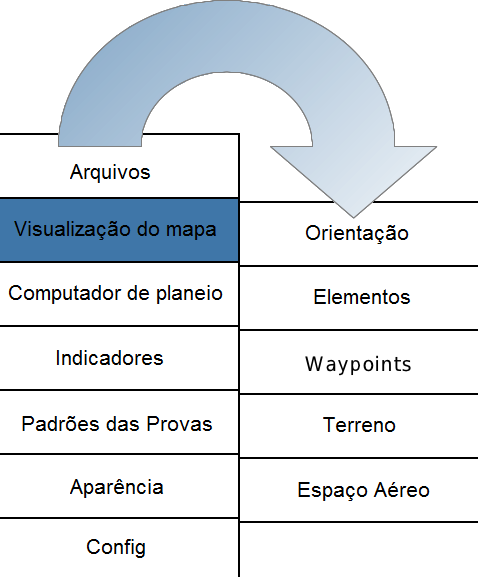 Arquivos
Visualização do mapa
Computador de planeio
Indicadores
Padrões das Provas
Aparência
Config
Orientação
Elementos
Waypoints
Terreno
Espaço Aéreo